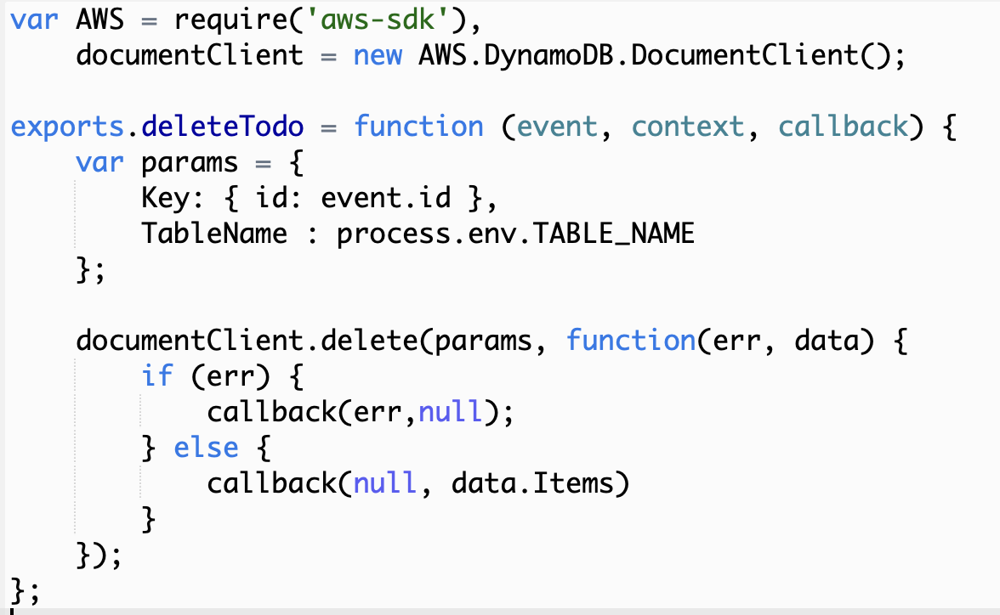 var AWS = require('aws-sdk'),
    documentClient = new AWS.DynamoDB.DocumentClient();

exports.deleteTodo = function (event, context, callback) {
    var params = {
        Key: { id: event.id },
        TableName : process.env.TABLE_NAME
    };

    documentClient.delete(params, function(err, data) {
        if (err) {
            callback(err,null);
        } else {
            callback(null, data.Items)
        }
    });
};